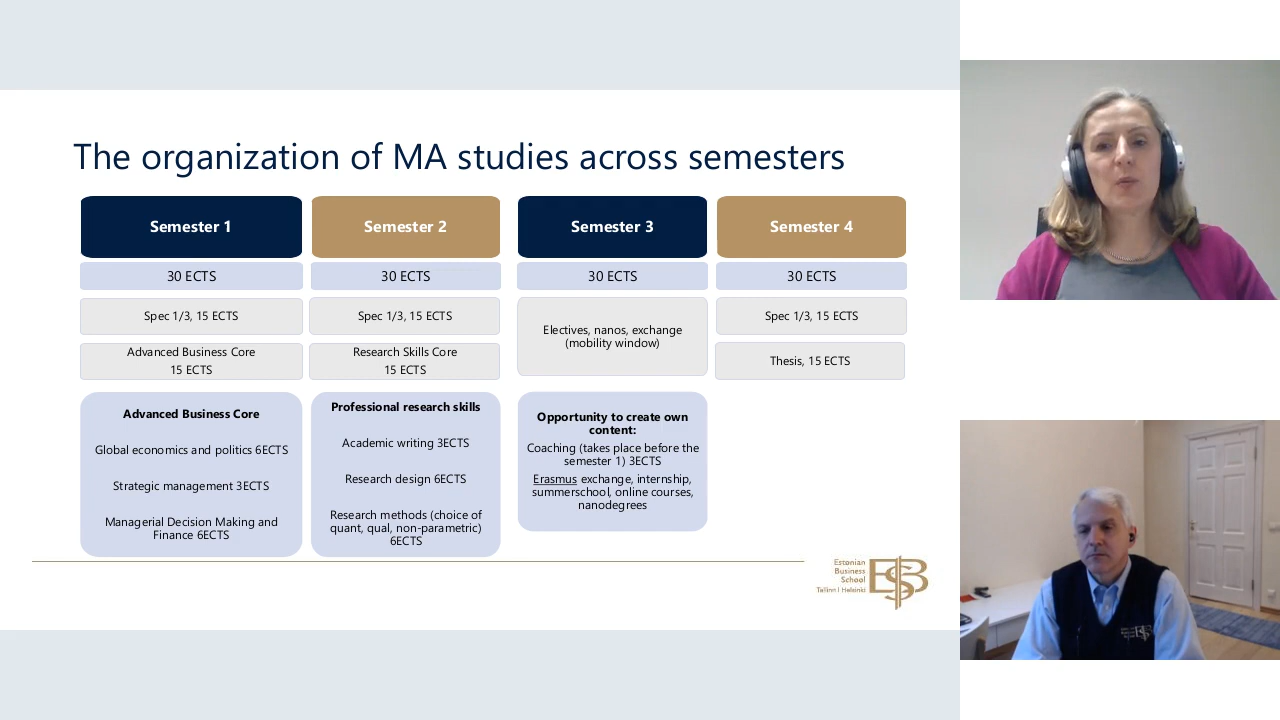 The organization of MA studies across semesters
Semester 1
Semester 2
Semester 3
Semester 4
30 ECTS
30 ECTS
30 ECTS
30 ECTS
Spec 1/3, 15 ECTS
Spec 1/3, 15 ECTS
Electives, nanos, exchange
(mobility window)
Spec 1/3, 15 ECTS
Advanced Business Core
15 ECTS
Research Skills Core
15 ECTS
Thesis, 15 ECTS
Advanced Business Core
Global economics and politics 6ECTS
Strategic management 3ECTS
Managerial Decision Making and
Finance 6ECTS
Professional research skills
Academic writing 3ECTS
Research design 6ECTS
Research methods (choice of
quant, qual, non-parametric)
6ECTS
Opportunity to create own
content:
Coaching (takes place before the
semester 1) 3ECTS
Erasmus exchange, internship,
summerschool, online courses,
nanodegrees
Estonian
Business
School
Tallinn | Helsinki
EBS
EBS